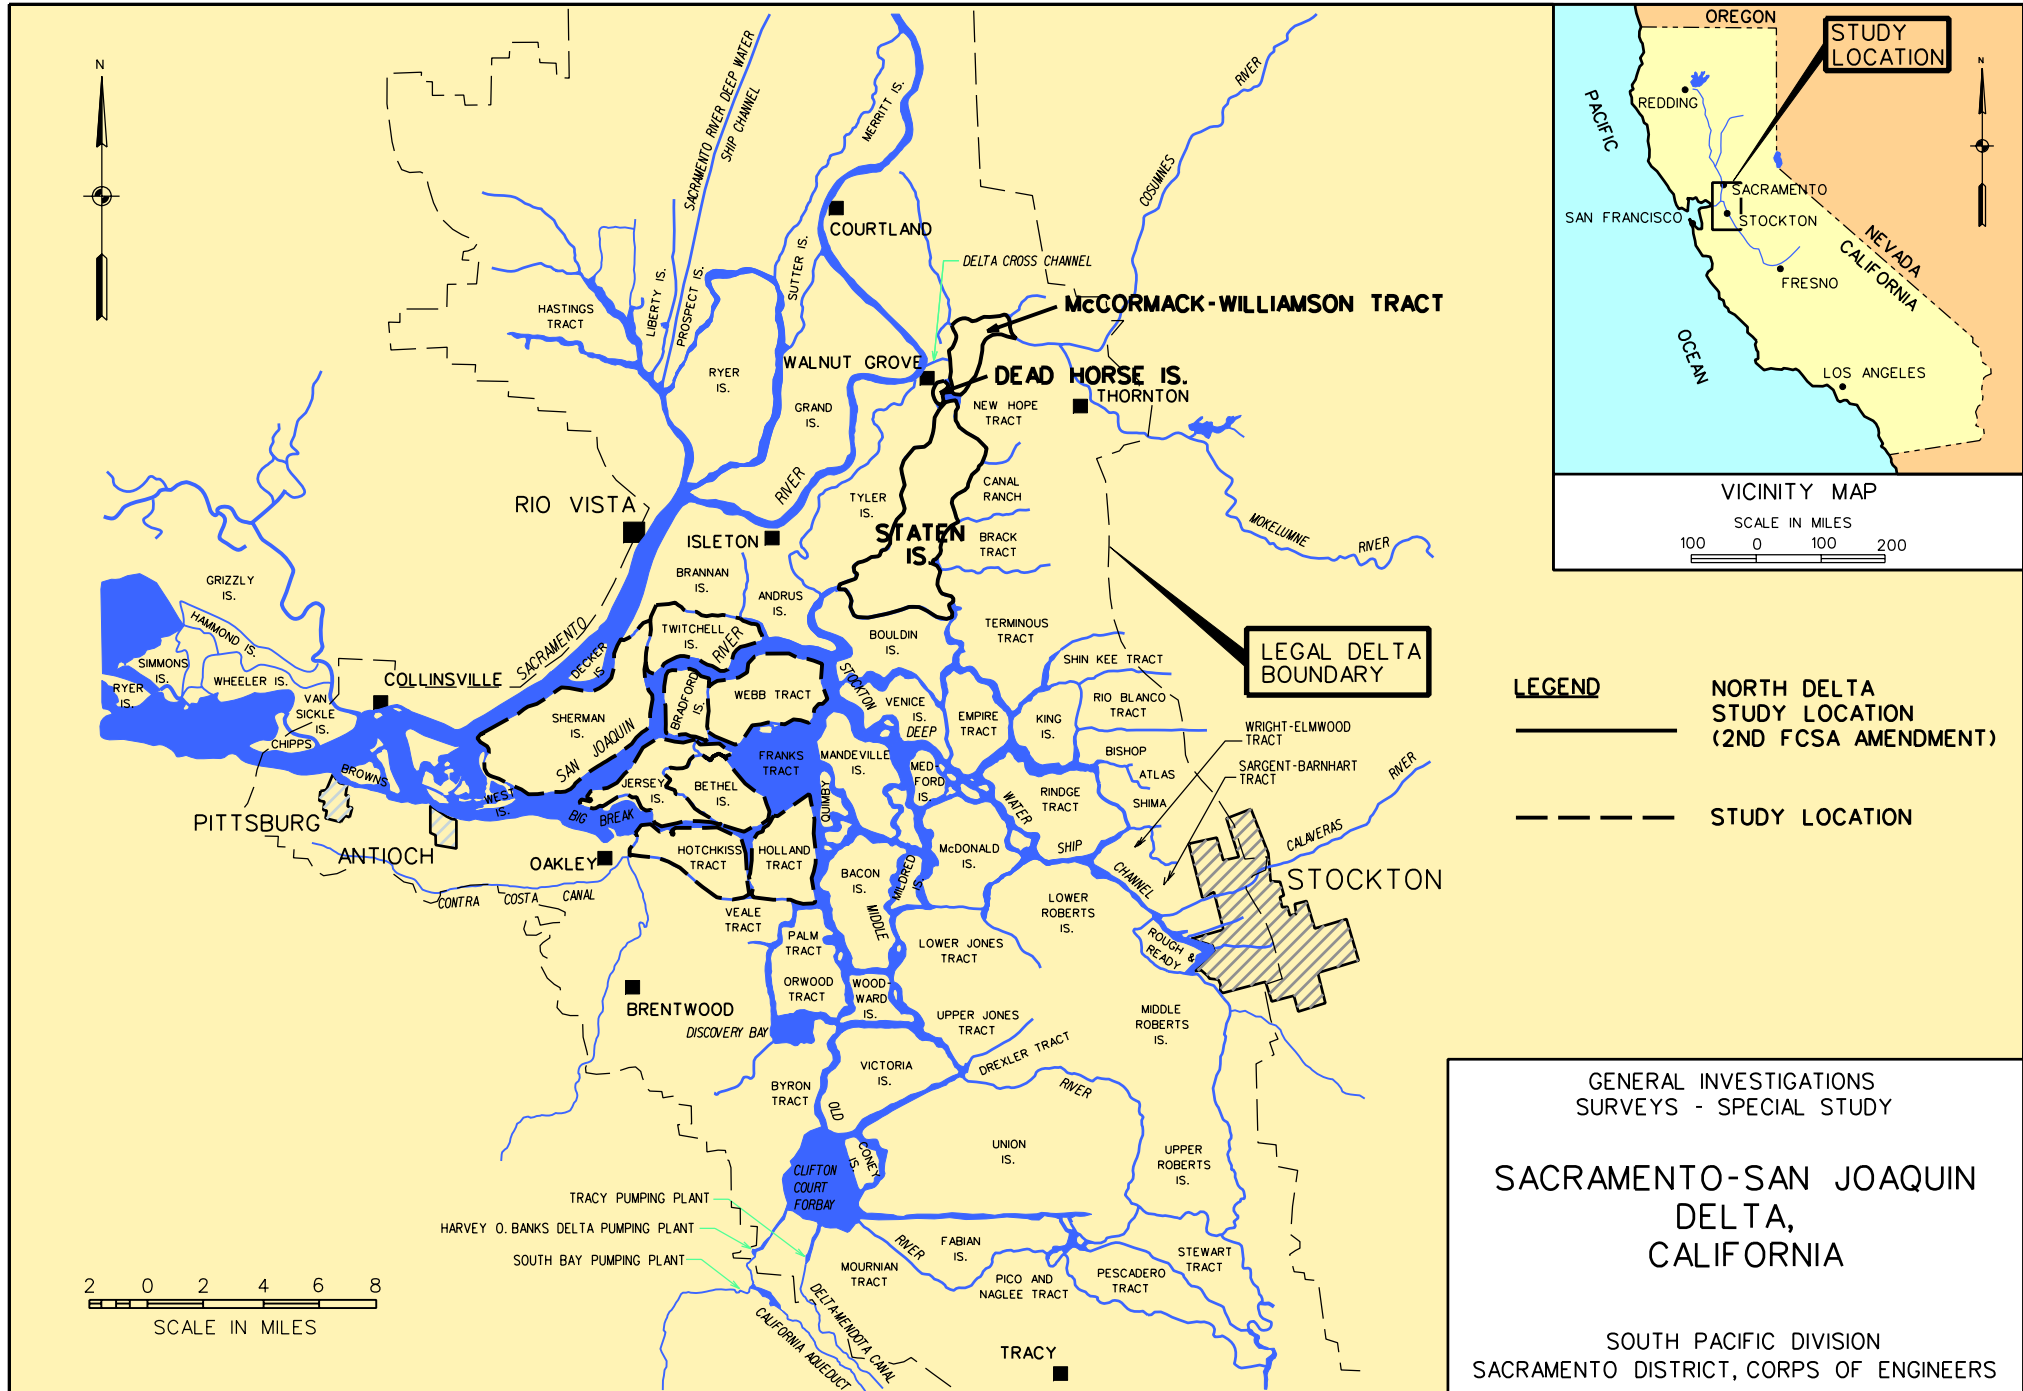 N
SACRAMENTO RIVER DEEP WATER
SHIP CHANNEL
MERRITT IS.
COSUMNES
RIVER
COURTLAND
SUTTER IS.
DELTA CROSS CHANNEL
HASTINGS
TRACT
LIBERTY IS.
PROSPECT IS.
McCORMACK-WILLIAMSON TRACT
RYER
IS.
WALNUT GROVE
DEAD HORSE IS.
THORNTON
GRAND
IS.
NEW HOPE
TRACT
RIVER
RIO VISTA
ISLETON
TYLER
IS.
CANAL
RANCH
STATEN
IS.
BRACK
TRACT
MOKELUMNE
RIVER
GRIZZLY
IS.
BRANNAN
IS.
ANDRUS
IS.
HAMMOND IS.
SACRAMENTO
TWITCHELL
IS.
RIVER
BOULDIN
IS.
TERMINOUS
TRACT
LEGAL DELTA
BOUNDARY
SIMMONS
IS.
RYER
IS.
WHEELER IS.
VAN
SICKLE
IS.
CHIPPS
COLLINSVILLE
DECKER
IS
SHIN KEE TRACT
BRADFORD
IS.
WEBB TRACT
STOCKTON
VENICE
IS.
DEEP
EMPIRE
TRACT
KING
IS.
RIO BLANCO
TRACT
SHERMAN
IS.
SAN JOAQUIN
WRIGHT-ELMWOOD
TRACT
BISHOP
ATLAS
SARGENT-BARNHART
TRACT
RIVER
BROWNS
FRANKS
TRACT
MANDEVILLE
IS.
MED-
FORD
IS.
JERSEY
IS.
BETHEL
IS.
QUIMBY
RINDGE
TRACT
SHIMA
WATER
WEST
IS.
BIG BREAK
PITTSBURG
ANTIOCH
OAKLEY
HOTCHKISS
TRACT
HOLLAND
TRACT
McDONALD
IS.
SHIP
CHANNEL
CALAVERAS
STOCKTON
BACON
IS.
MILDRED
IS.
MIDDLE
CONTRA
COSTA
CANAL
VEALE
TRACT
LOWER
ROBERTS
IS.
PALM
TRACT
LOWER JONES
TRACT
ROUGH &
READY
BRENTWOOD
ORWOOD
TRACT
WOOD-
WARD
IS.
DISCOVERY BAY
UPPER JONES
TRACT
MIDDLE
ROBERTS
IS.
DREXLER TRACT
VICTORIA
IS.
BYRON
TRACT
OLD
RIVER
UNION
IS.
UPPER
ROBERTS
IS.
CONEY
IS.
CLIFTON
COURT
FORBAY
TRACY PUMPING PLANT
HARVEY O. BANKS DELTA PUMPING PLANT
SOUTH BAY PUMPING PLANT
RIVER
FABIAN
IS.
MOURNIAN
TRACT
PICO AND
NAGLEE TRACT
PESCADERO
TRACT
STEWART
TRACT
DELTA-MENDOTA CANAL
CALIFORNIA AQUEDUCT
TRACY
2 0 2 4 6 8
SCALE IN MILES
OREGON
STUDY
LOCATION
N
PACIFIC
OCEAN
REDDING
SACRAMENTO
SAN FRANCISCO
STOCKTON
NEVADA
CALIFORNIA
FRESNO
LOS ANGELES
VICINITY MAP
SCALE IN MILES
100 0 100 200
LEGEND
NORTH DELTA
STUDY LOCATION
(2ND FCSA AMENDMENT)
STUDY LOCATION
GENERAL INVESTIGATIONS
SURVEYS - SPECIAL STUDY
SACRAMENTO-SAN JOAQUIN
DELTA,
CALIFORNIA
SOUTH PACIFIC DIVISION
SACRAMENTO DISTRICT, CORPS OF ENGINEERS